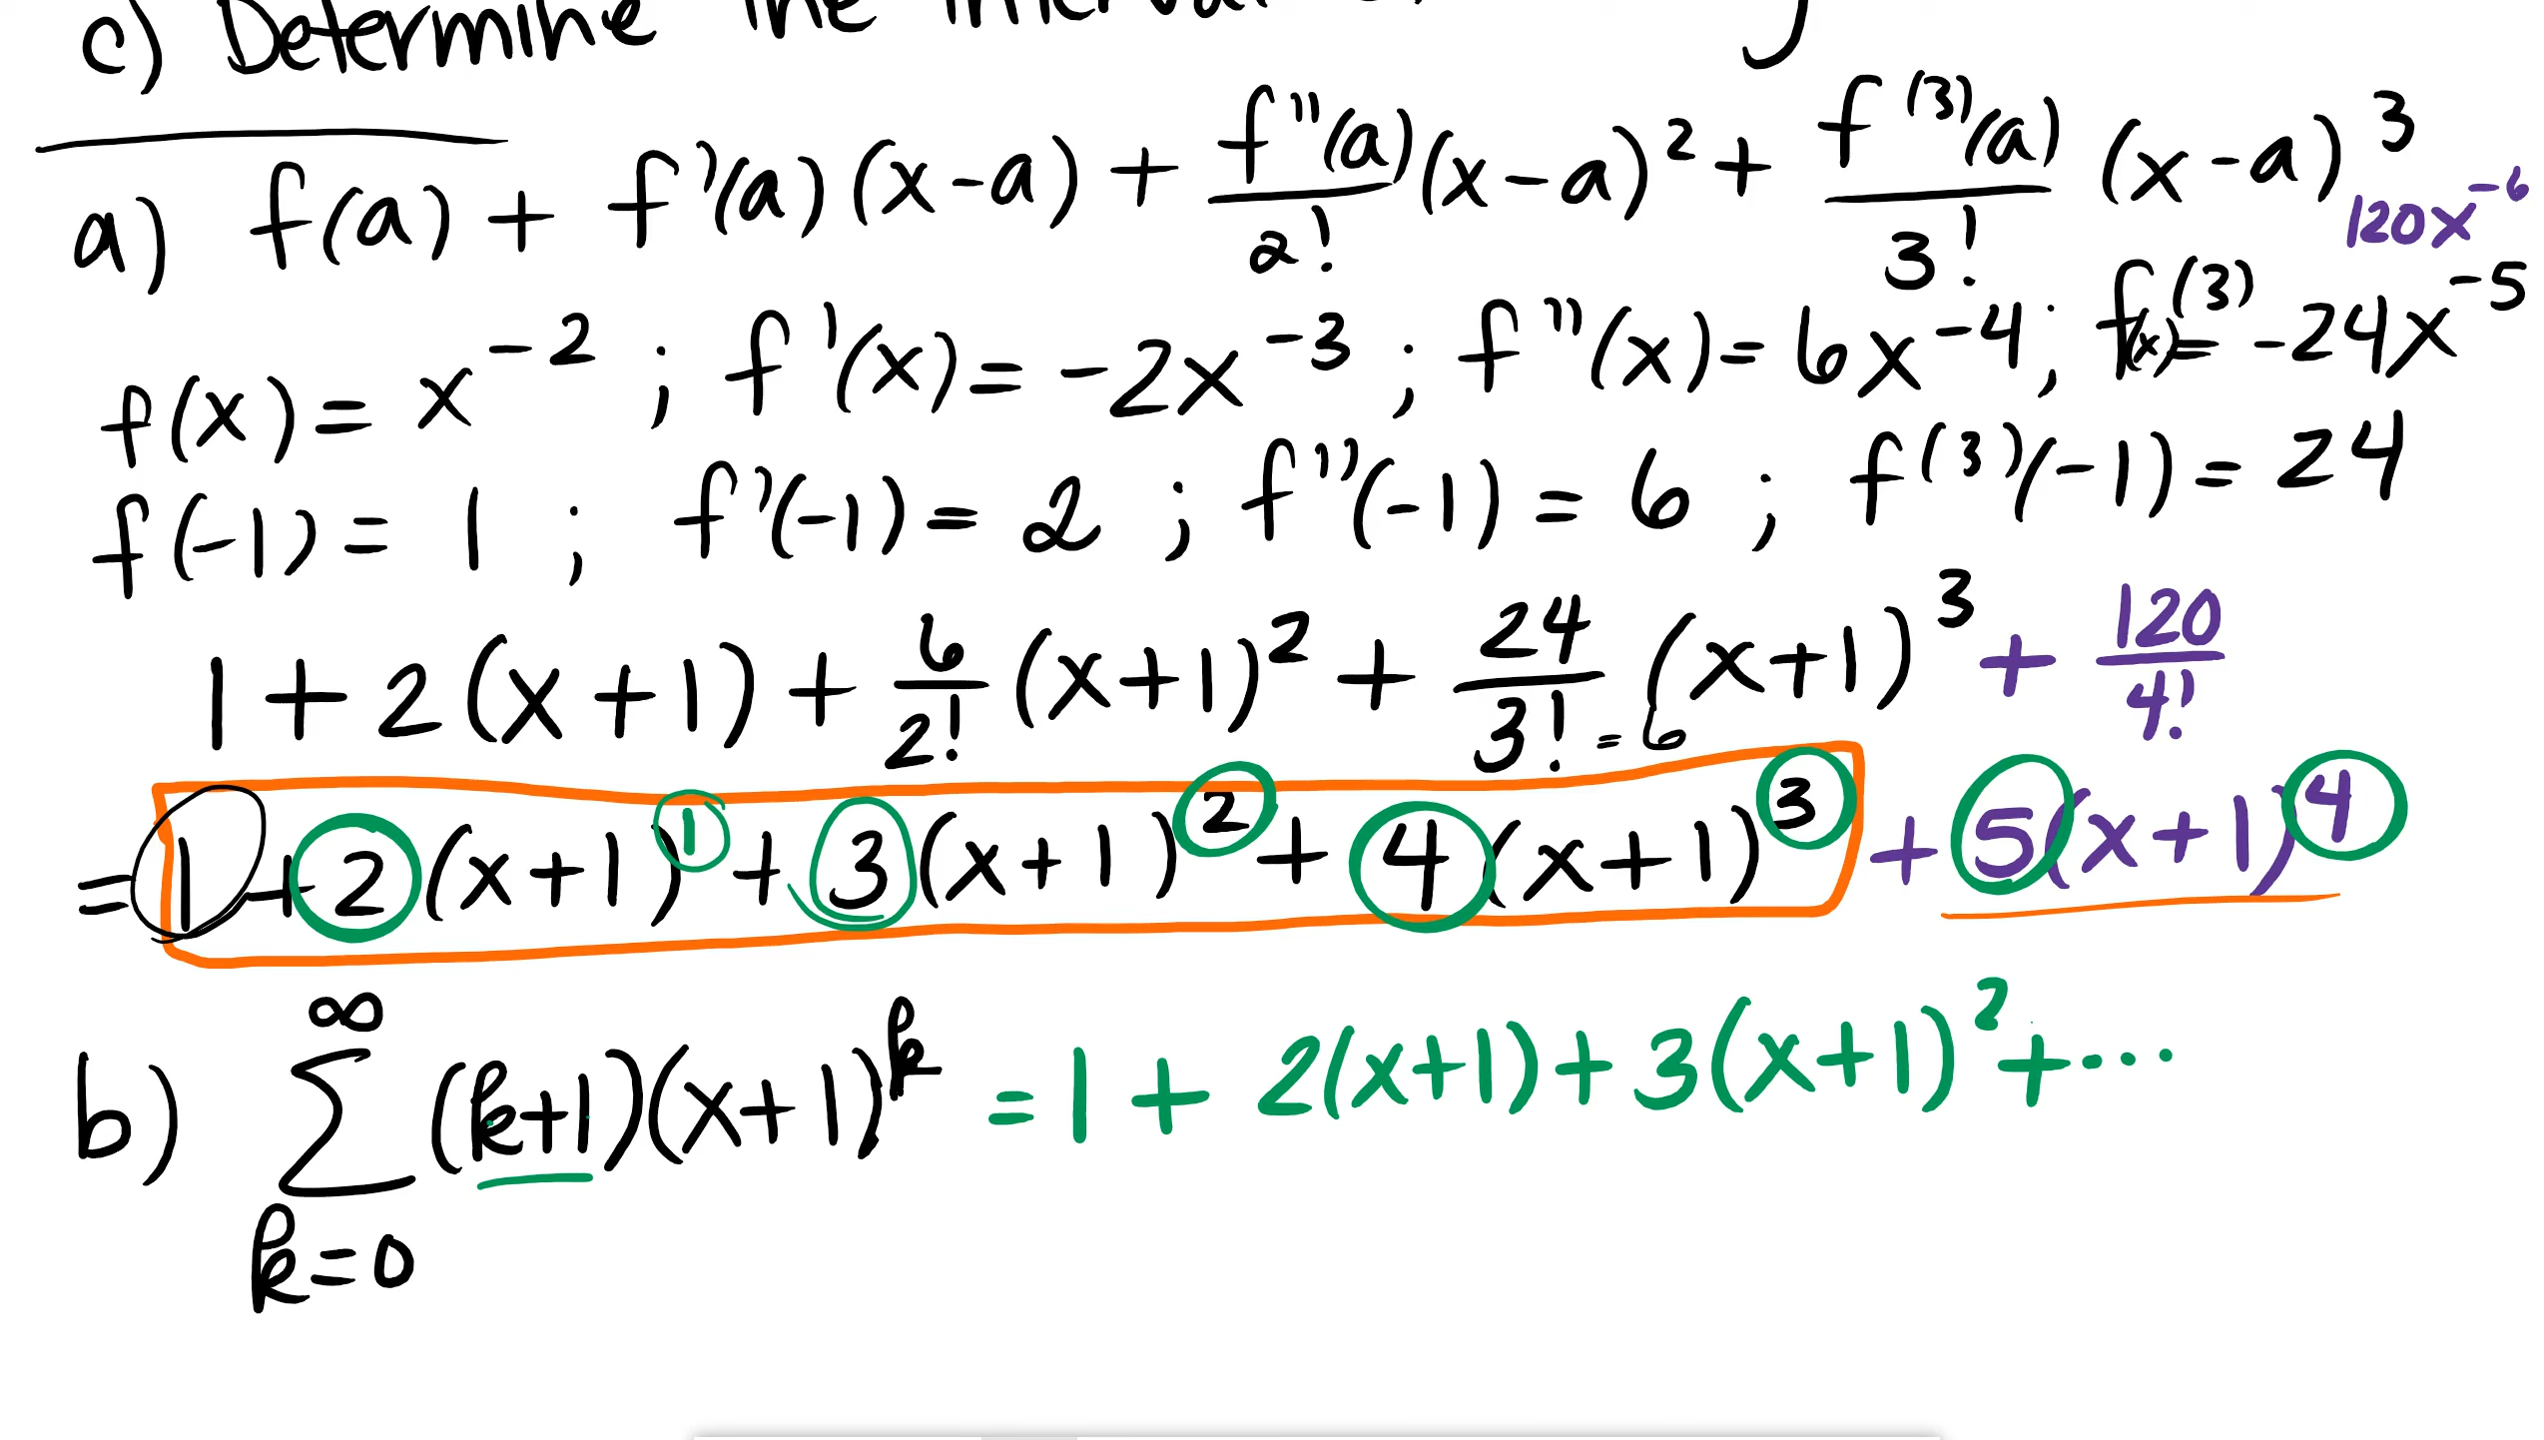 c) Determine the interval
a) f(a) + f'(a)(x-a) + f''(a)/2! (x-a)² + f⁽³⁾(a)/3! (x-a)³
120x⁻⁶
f(x) = x⁻² ; f'(x) = -2x⁻³ ; f''(x) = 6x⁻⁴ ; f⁽³⁾(x) = -24x⁻⁵
f(-1) = 1 ; f'(-1) = 2 ; f''(-1) = 6 ; f⁽³⁾(-1) = 24
1 + 2(x+1) + 6/2! (x+1)² + 24/3! (x+1)³ + 120/4!
= 6
= 1 + 2(x+1)¹ + 3(x+1)² + 4(x+1)³ + 5(x+1)⁴
b) ∞ Σ k=0 (k+1)(x+1)ᵏ = 1 + 2(x+1) + 3(x+1)² + ...